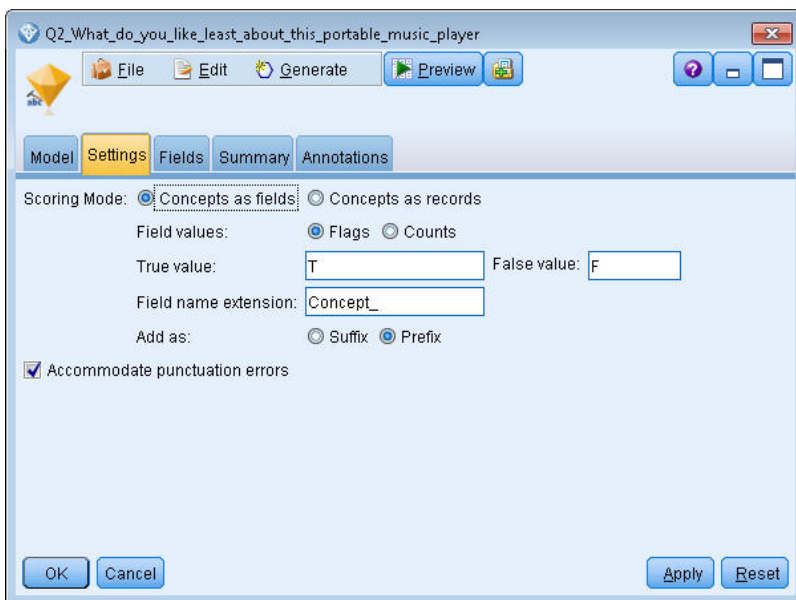 Q2_What_do_you_like_least_about_this_portable_music_player
File Edit Generate Preview
abc
Model Settings Fields Summary Annotations
Scoring Mode: Concepts as fields Concepts as records
Field values: Flags Counts
True value: T False value: F
Field name extension: Concept_
Add as: Suffix Prefix
Accommodate punctuation errors
OK Cancel Apply Reset